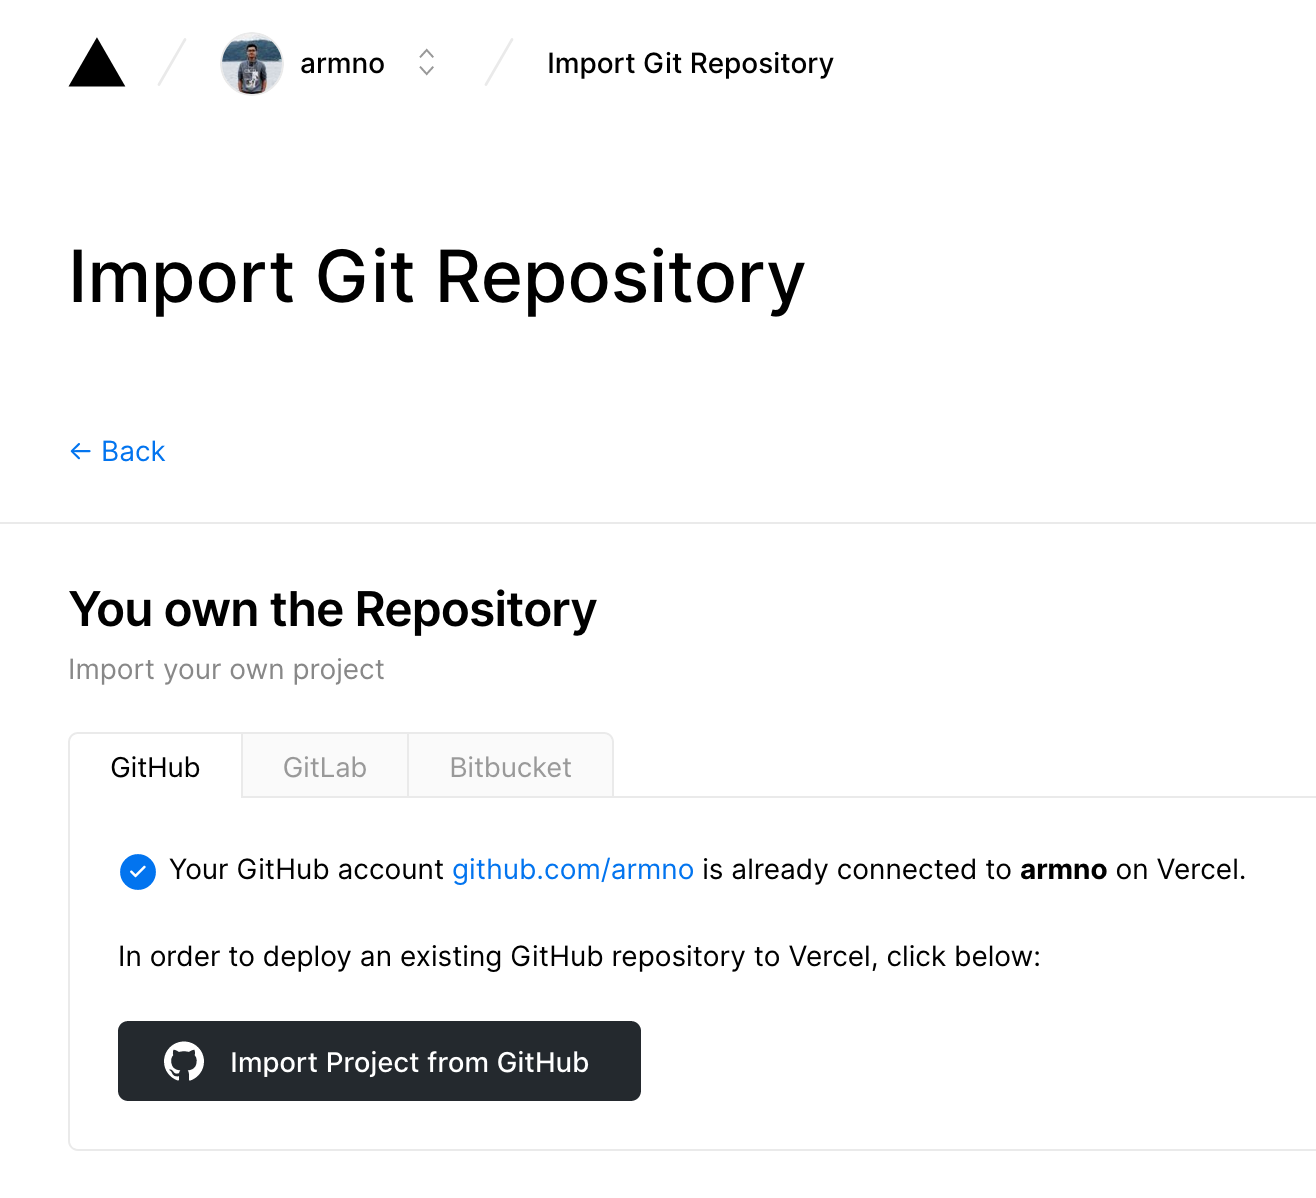 armno
Import Git Repository
Import Git Repository
← Back
You own the Repository
Import your own project
GitHub
GitLab
Bitbucket
Your GitHub account github.com/armno is already connected to armno on Vercel.
In order to deploy an existing GitHub repository to Vercel, click below:
Import Project from GitHub